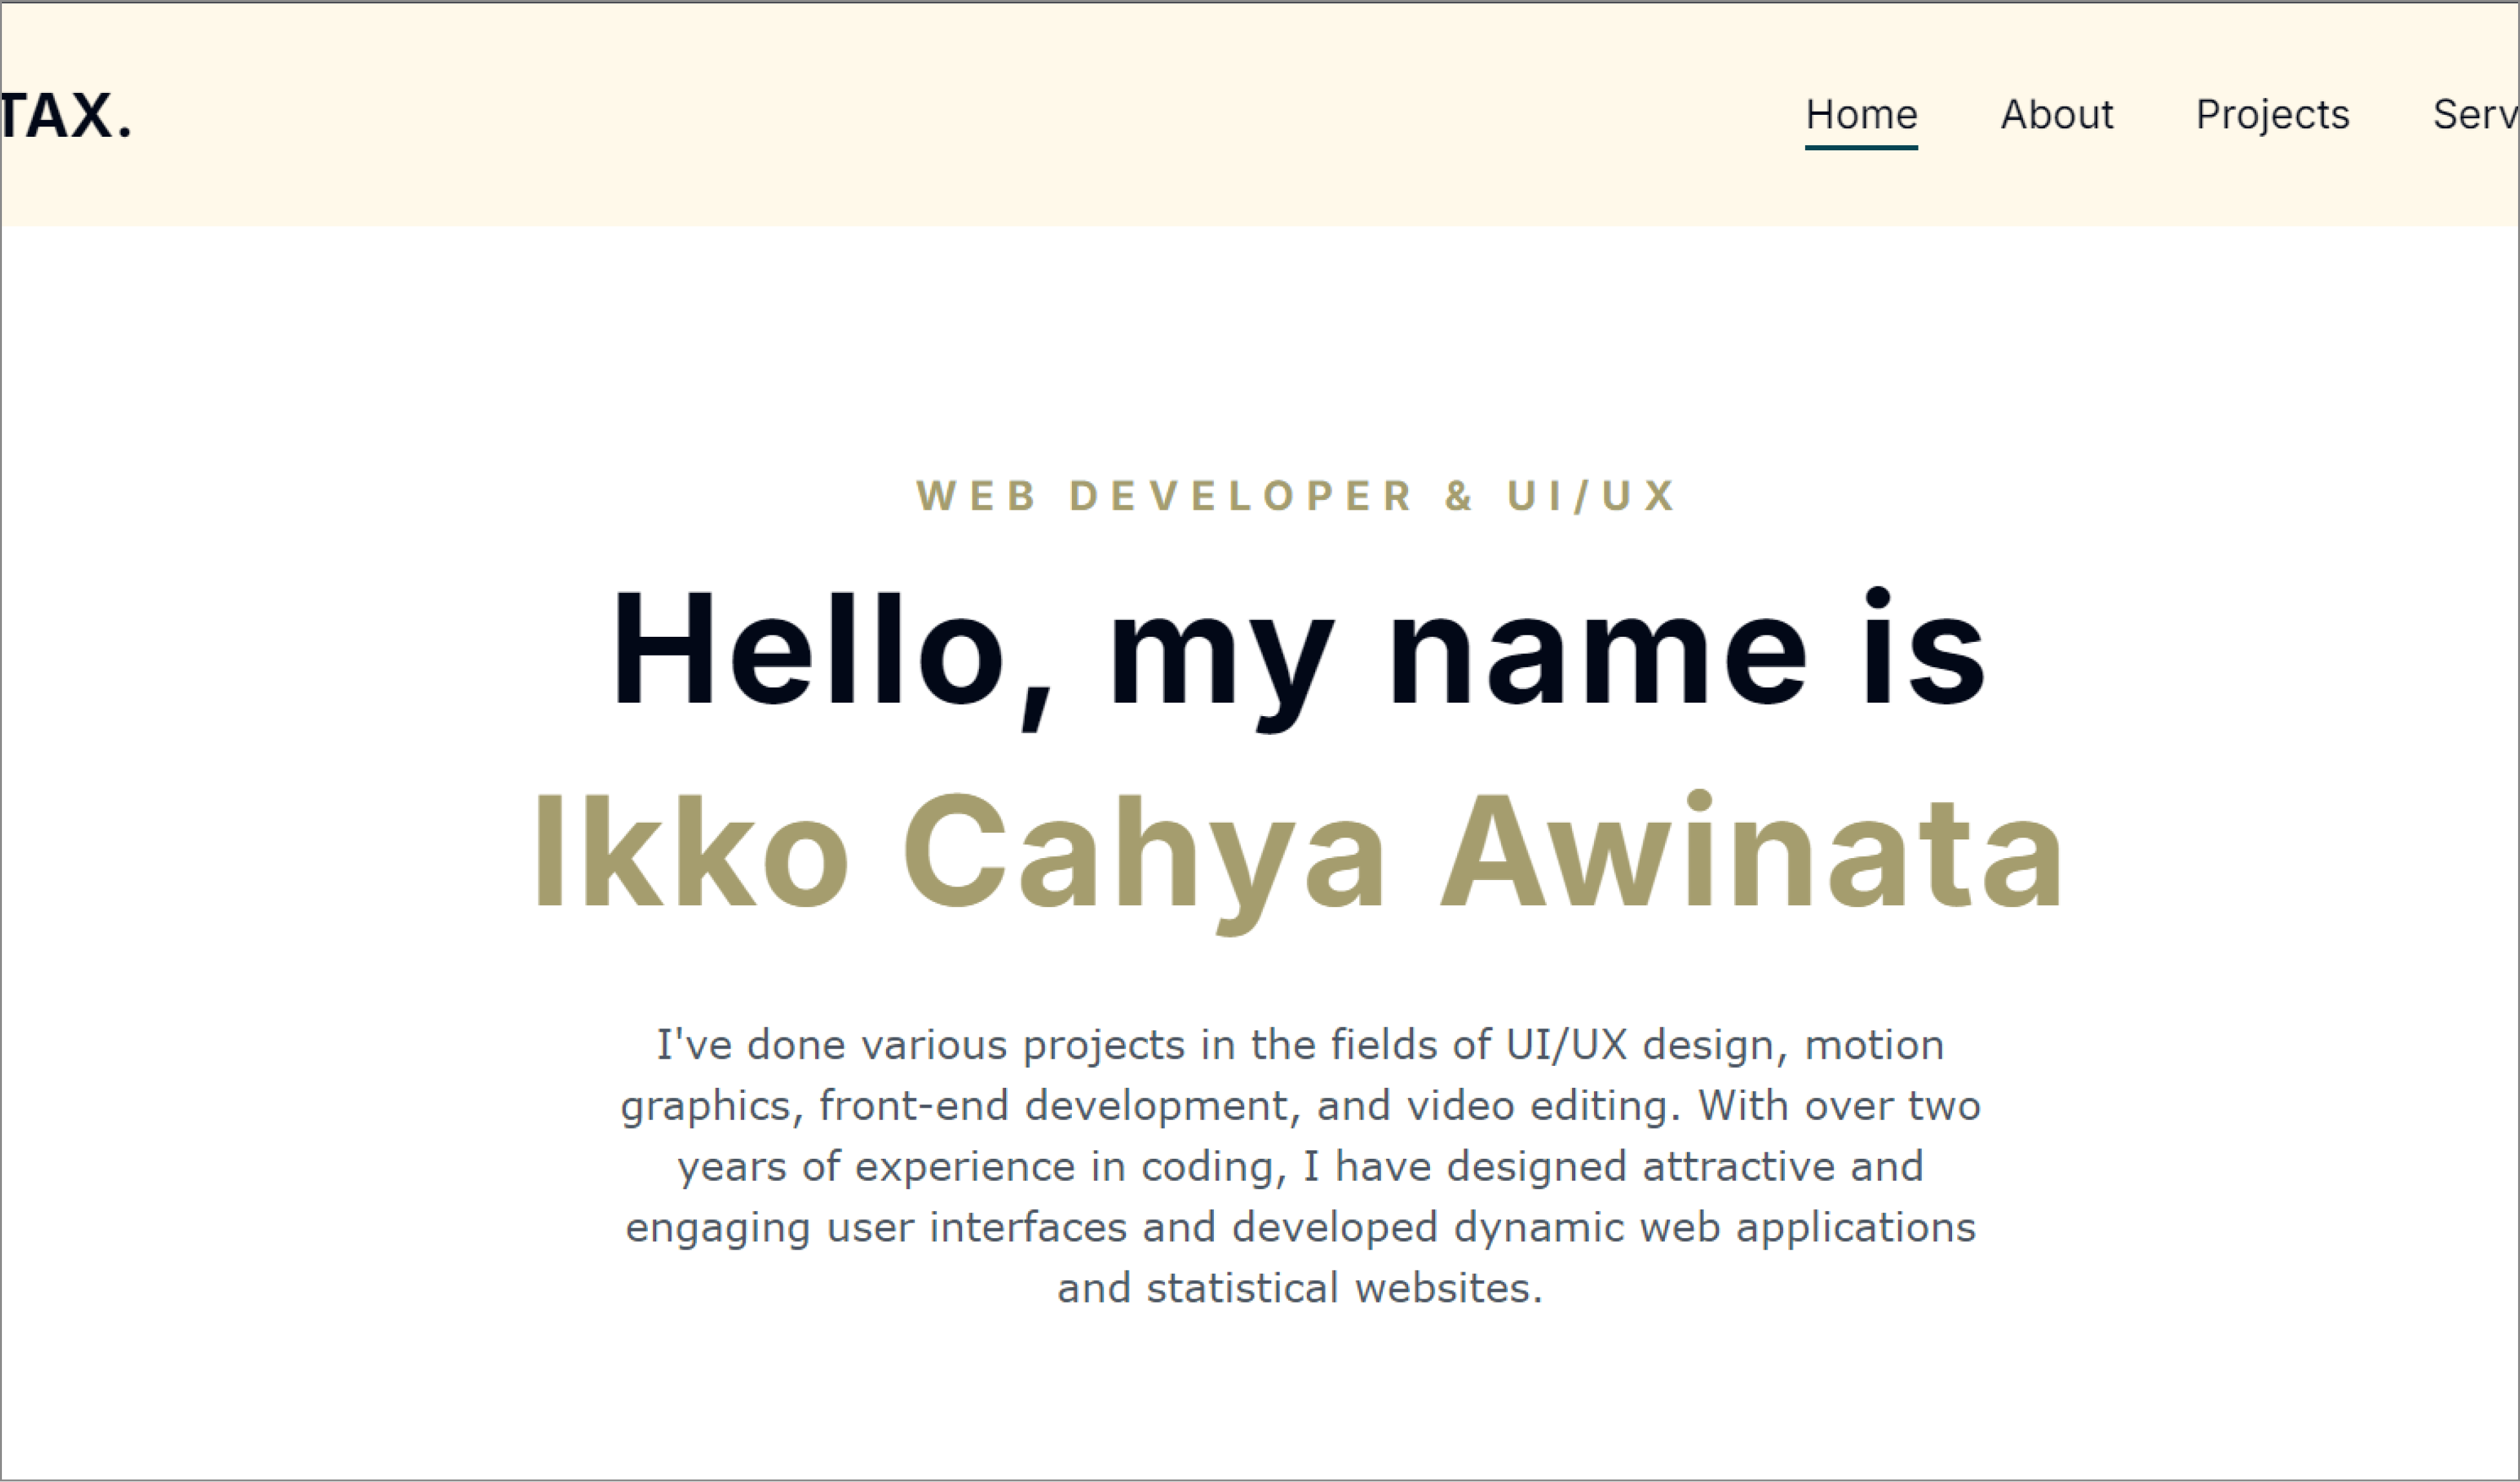 TAX.
Home About Projects Serv
WEB DEVELOPER & UI/UX
Hello, my name is
Ikko Cahya Awinata
I've done various projects in the fields of UI/UX design, motion
graphics, front-end development, and video editing. With over two
years of experience in coding, I have designed attractive and
engaging user interfaces and developed dynamic web applications
and statistical websites.